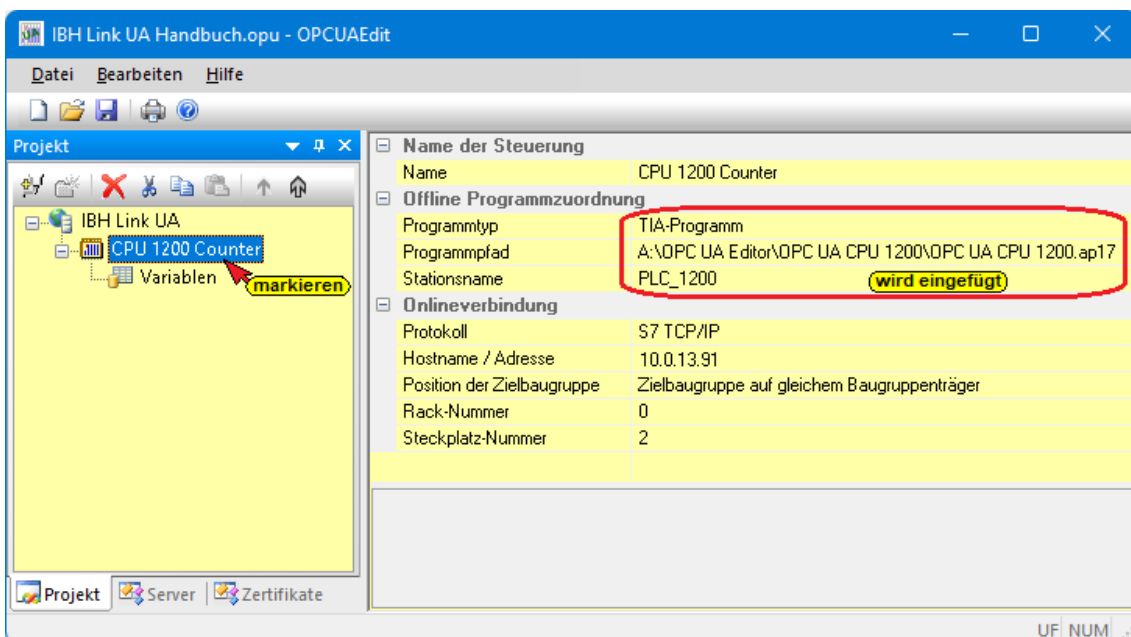 IBH Link UA Handbuch.opu - OPCUAEdit
Datei Bearbeiten Hilfe
Projekt
IBH Link UA
CPU 1200 Counter
Variablen
markieren
Name der Steuerung
Name CPU 1200 Counter
Offline Programmzuordnung
Programmtyp TIA-Programm
Programmpfad A:\OPC UA Editor\OPC UA CPU 1200\OPC UA CPU 1200.ap17
Stationsname PLC_1200 wird eingefügt
Onlineverbindung
Protokoll S7 TCP/IP
Hostname / Adresse 10.0.13.91
Position der Zielbaugruppe Zielbaugruppe auf gleichem Baugruppenträger
Rack-Nummer 0
Steckplatz-Nummer 2
Projekt Server Zertifikate
UF NUM